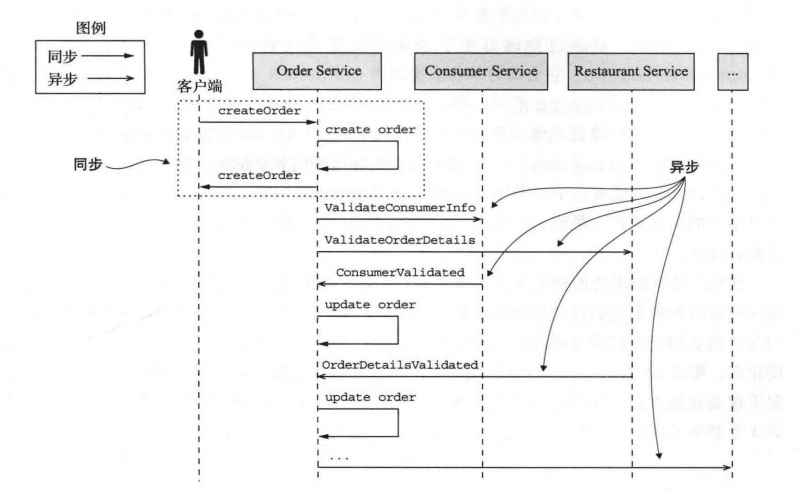 图例
同步
异步
客户端
Order Service
Consumer Service
Restaurant Service
...
createOrder
create order
同步
createOrder
异步
ValidateConsumerInfo
ValidateOrderDetails
ConsumerValidated
update order
OrderDetailsValidated
update order
...